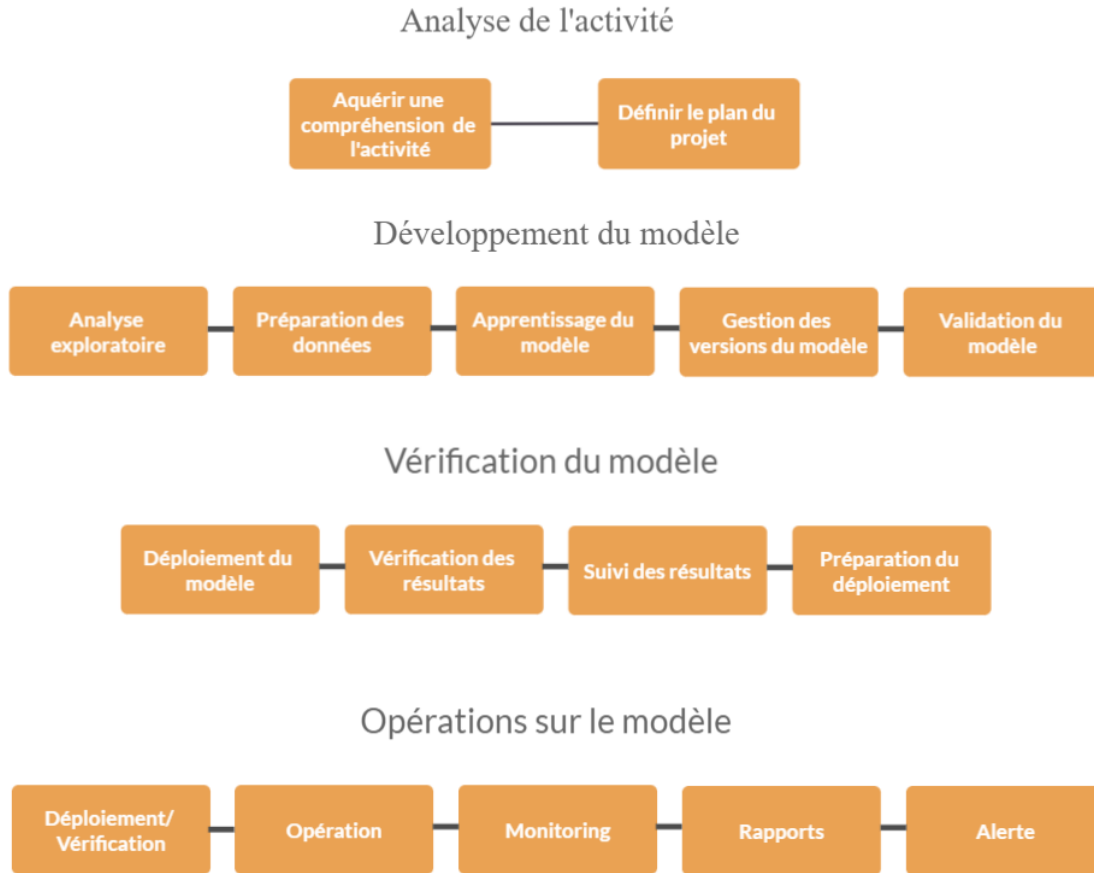 Analyse de l'activité
Aquérir une
compréhension de
l'activité
Définir le plan du
projet
Développement du modèle
Analyse
exploratoire
Préparation des
données
Apprentissage du
modèle
Gestion des
versions du modèle
Validation du
modèle
Vérification du modèle
Déploiement du
modèle
Vérification des
résultats
Suivi des résultats
Préparation du
déploiement
Opérations sur le modèle
Déploiement/
Vérification
Opération
Monitoring
Rapports
Alerte